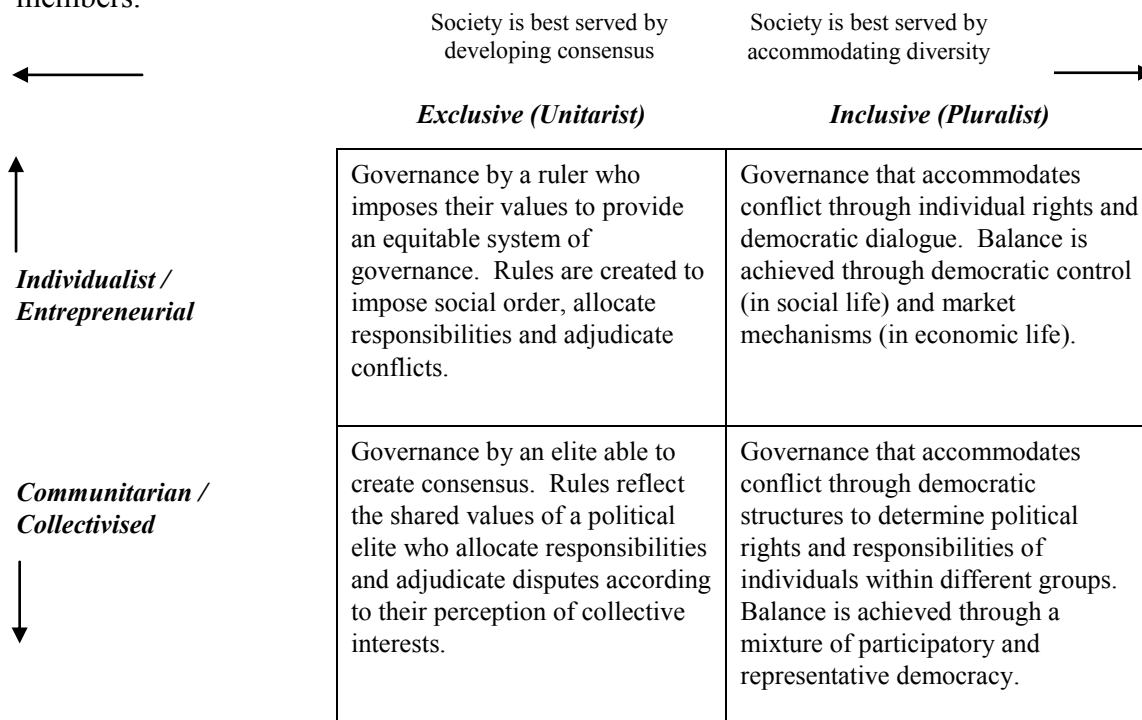 members.
Society is best served by
developing consensus
Society is best served by
accommodating diversity
Exclusive (Unitarist)
Inclusive (Pluralist)
Individualist /
Entrepreneurial
Governance by a ruler who
imposes their values to provide
an equitable system of
governance.  Rules are created to
impose social order, allocate
responsibilities and adjudicate
conflicts.
Governance that accommodates
conflict through individual rights and
democratic dialogue.  Balance is
achieved through democratic control
(in social life) and market
mechanisms (in economic life).
Communitarian /
Collectivised
Governance by an elite able to
create consensus.  Rules reflect
the shared values of a political
elite who allocate responsibilities
and adjudicate disputes according
to their perception of collective
interests.
Governance that accommodates
conflict through democratic
structures to determine political
rights and responsibilities of
individuals within different groups.
Balance is achieved through a
mixture of participatory and
representative democracy.